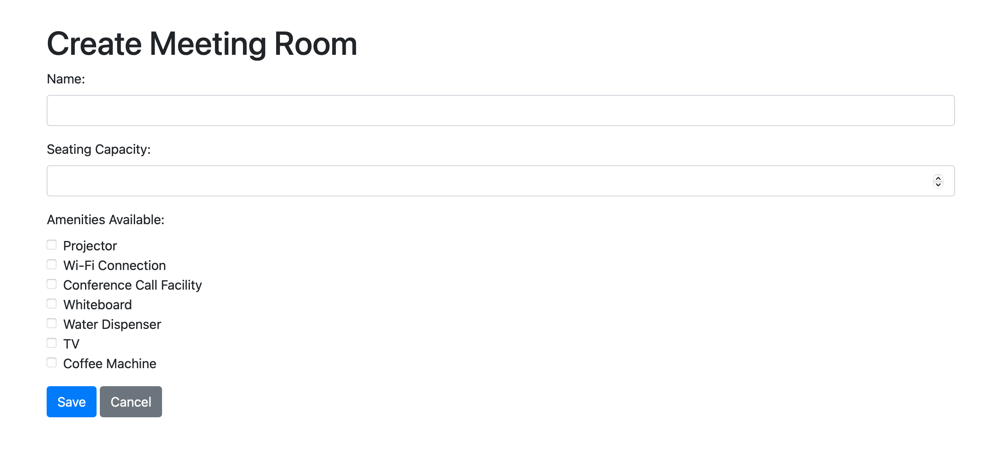 Create Meeting Room
Name:
Seating Capacity:
Amenities Available:
Projector
Wi-Fi Connection
Conference Call Facility
Whiteboard
Water Dispenser
TV
Coffee Machine
Save Cancel